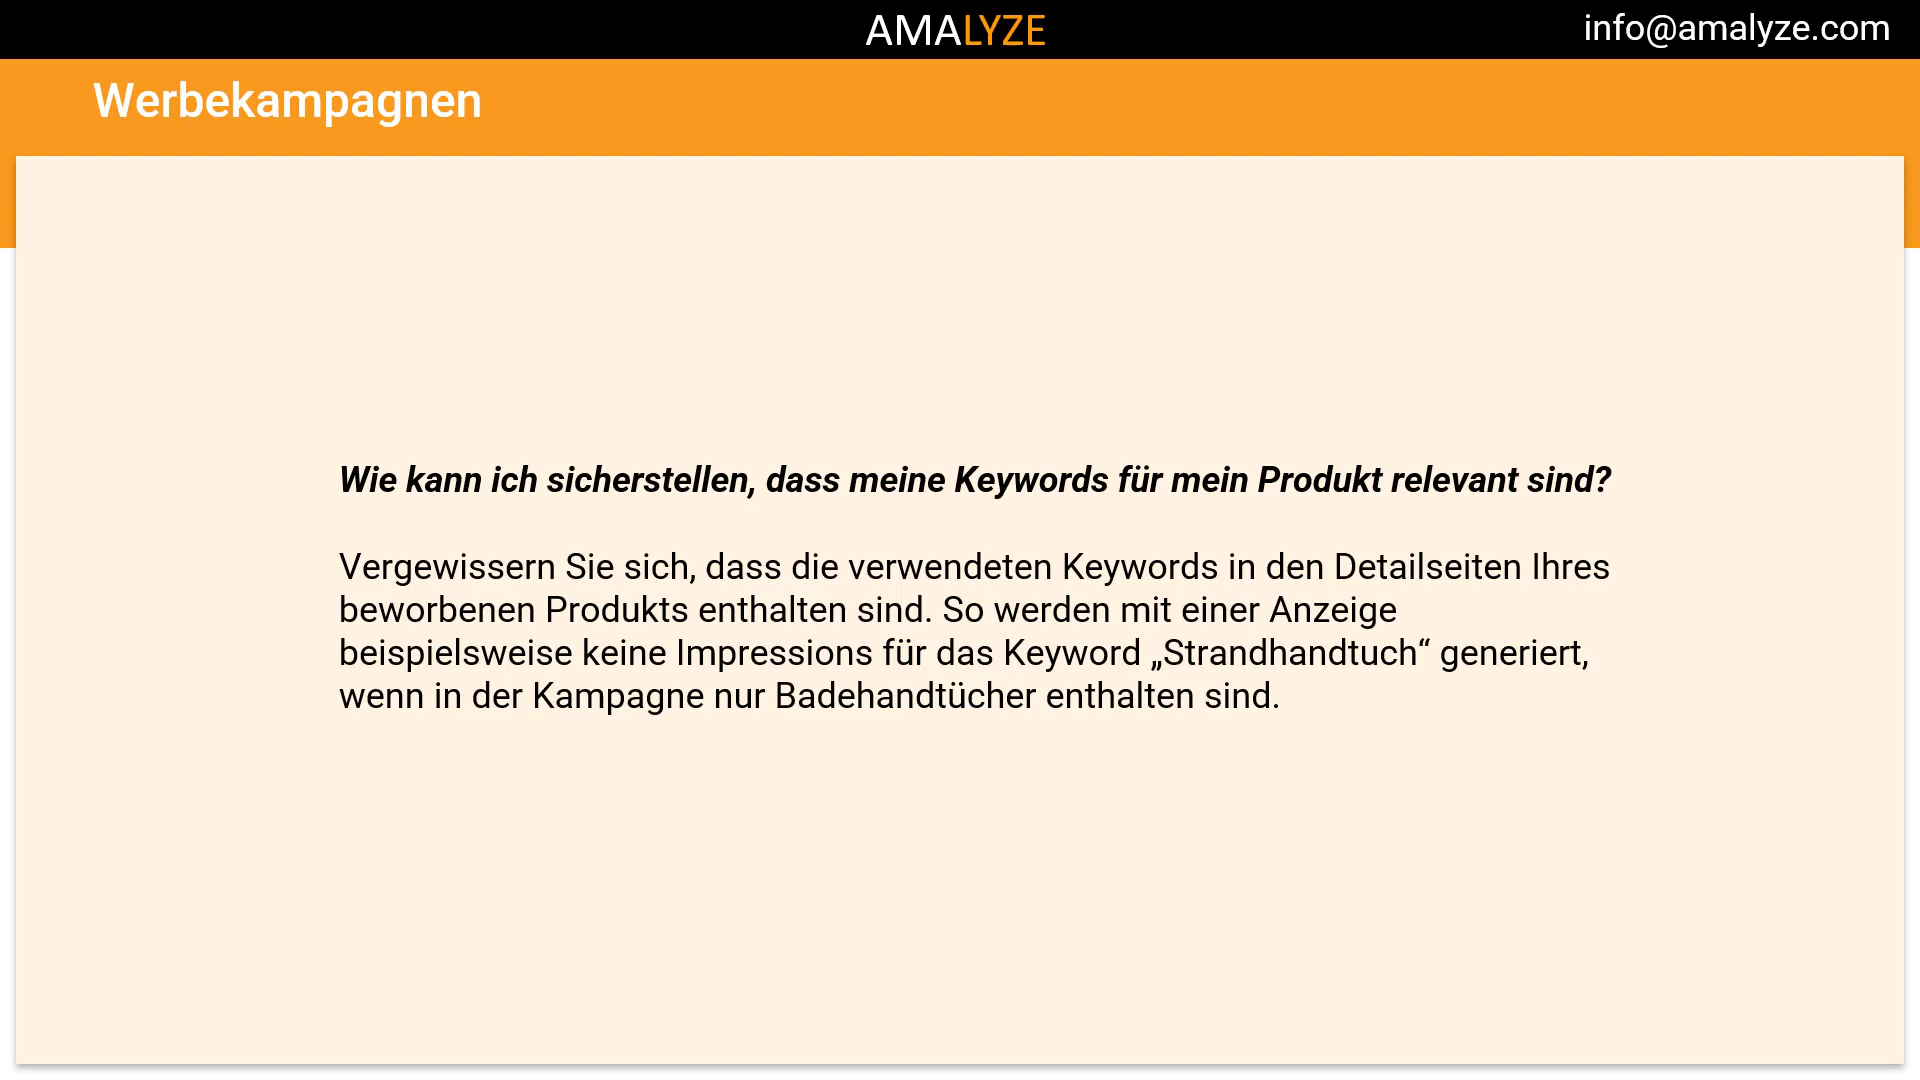 AMALYZE
info@amalyze.com
Werbekampagnen
Wie kann ich sicherstellen, dass meine Keywords für mein Produkt relevant sind?
Vergewissern Sie sich, dass die verwendeten Keywords in den Detailseiten Ihres
beworbenen Produkts enthalten sind. So werden mit einer Anzeige
beispielsweise keine Impressions für das Keyword „Strandhandtuch“ generiert,
wenn in der Kampagne nur Badehandtücher enthalten sind.